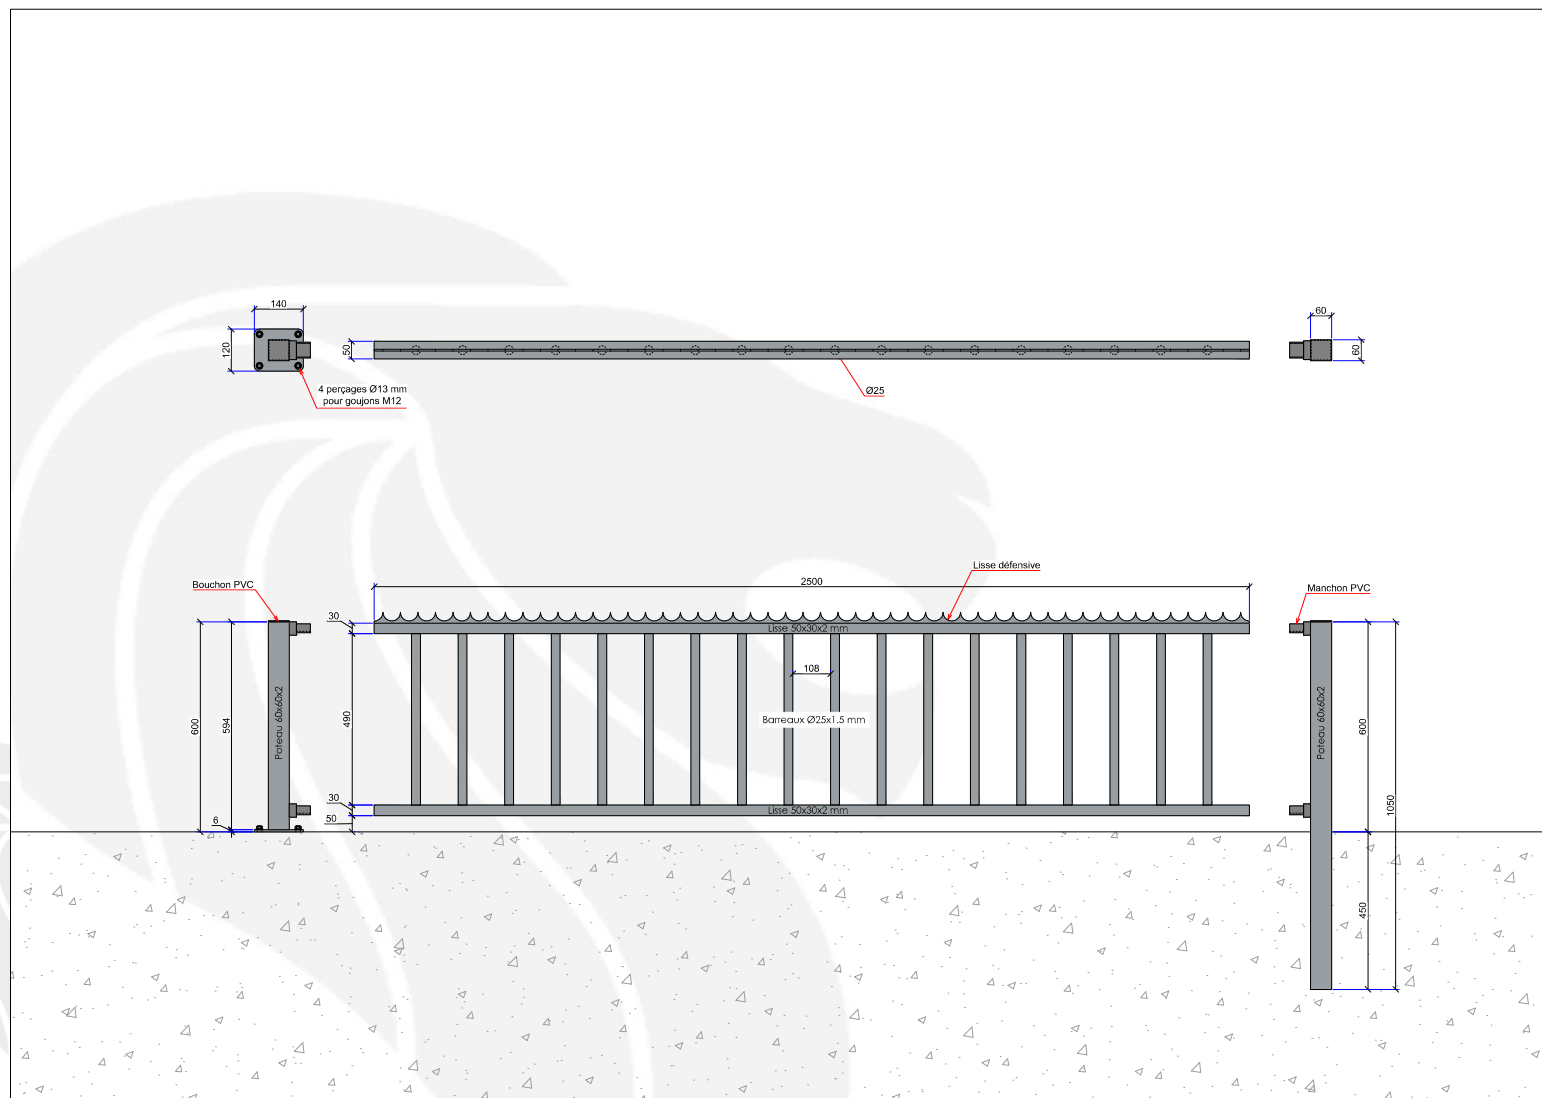 140
60
120
50
60
4 perçages Ø13 mm
pour goujons M12
Ø25
Lisse défensive
Bouchon PVC
2500
Manchon PVC
30
Lisse 50x30x2 mm
108
600
594
Poteau 60x60x2
490
Barreaux Ø25x1.5 mm
Poteau 60x60x2
600
1050
30
Lisse 50x30x2 mm
6
50
450